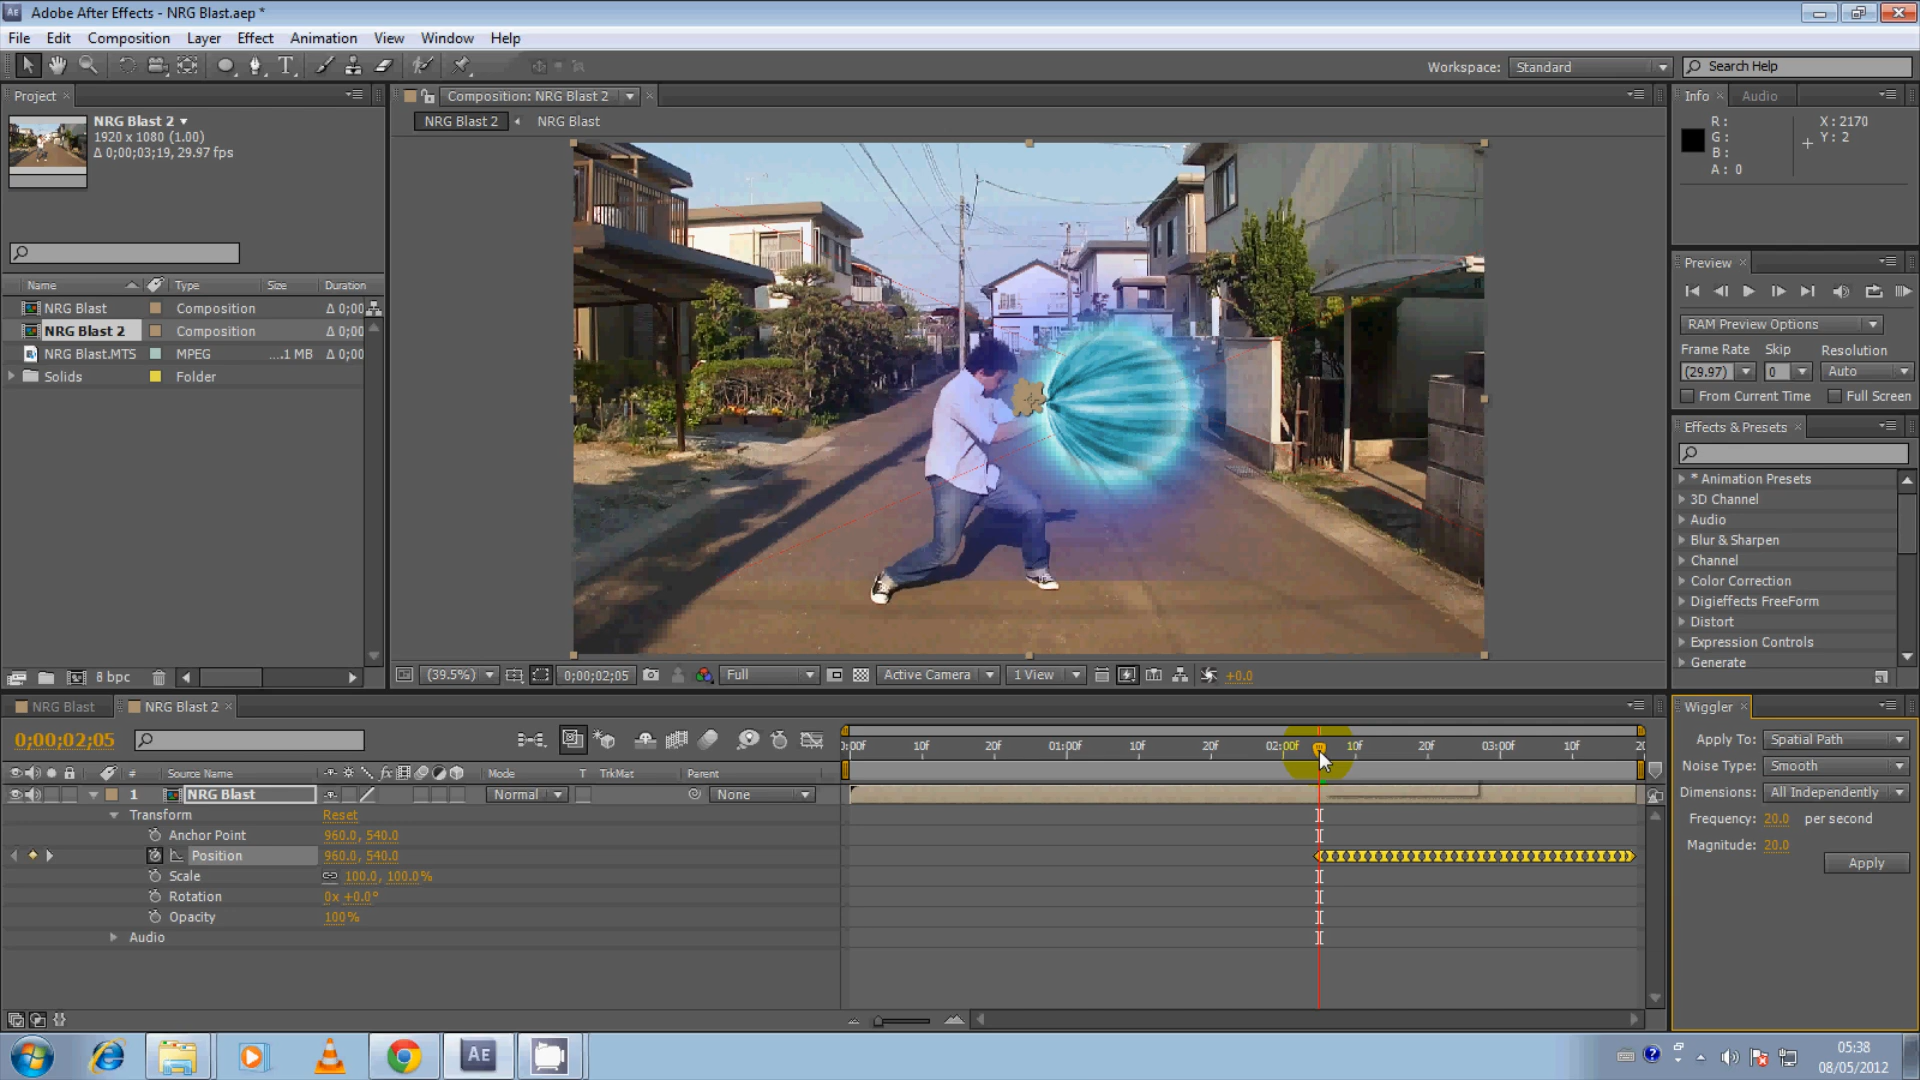 Adobe After Effects - NRG Blast.aep *
File Edit Composition Layer Effect Animation View Window Help
Workspace: Standard
Search Help
Project
NRG Blast 2
1920 x 1080 (1.00)
Δ 0;00;03;19, 29.97 fps
Name Type Size Duration
NRG Blast Composition Δ 0;00
NRG Blast 2 Composition Δ 0;00
NRG Blast.MTS MPEG ....1 MB Δ 0;00
Solids Folder
8 bpc
Composition: NRG Blast 2
NRG Blast 2 NRG Blast
(39.5%) 0;00;02;05 Full Active Camera 1 View +0.0
Info Audio
R: X: 2170
G: Y: 2
B:
A: 0
Preview
RAM Preview Options
Frame Rate Skip Resolution
(29.97) 0 Auto
From Current Time Full Screen
Effects & Presets
* Animation Presets
3D Channel
Audio
Blur & Sharpen
Channel
Color Correction
Digieffects FreeForm
Distort
Expression Controls
Generate
NRG Blast NRG Blast 2
0;00;02;05
0:00f 10f 20f 01:00f 10f 20f 02:00f 10f 20f 03:00f 10f 20
# Source Name fx Mode T TrkMat Parent
1 NRG Blast Normal None
Transform Reset
Anchor Point 960.0, 540.0
Position 960.0, 540.0
Scale 100.0, 100.0%
Rotation 0x +0.0°
Opacity 100%
Audio
Wiggler
Apply To: Spatial Path
Noise Type: Smooth
Dimensions: All Independently
Frequency: 20.0 per second
Magnitude: 20.0
Apply
AE
05:38
08/05/2012